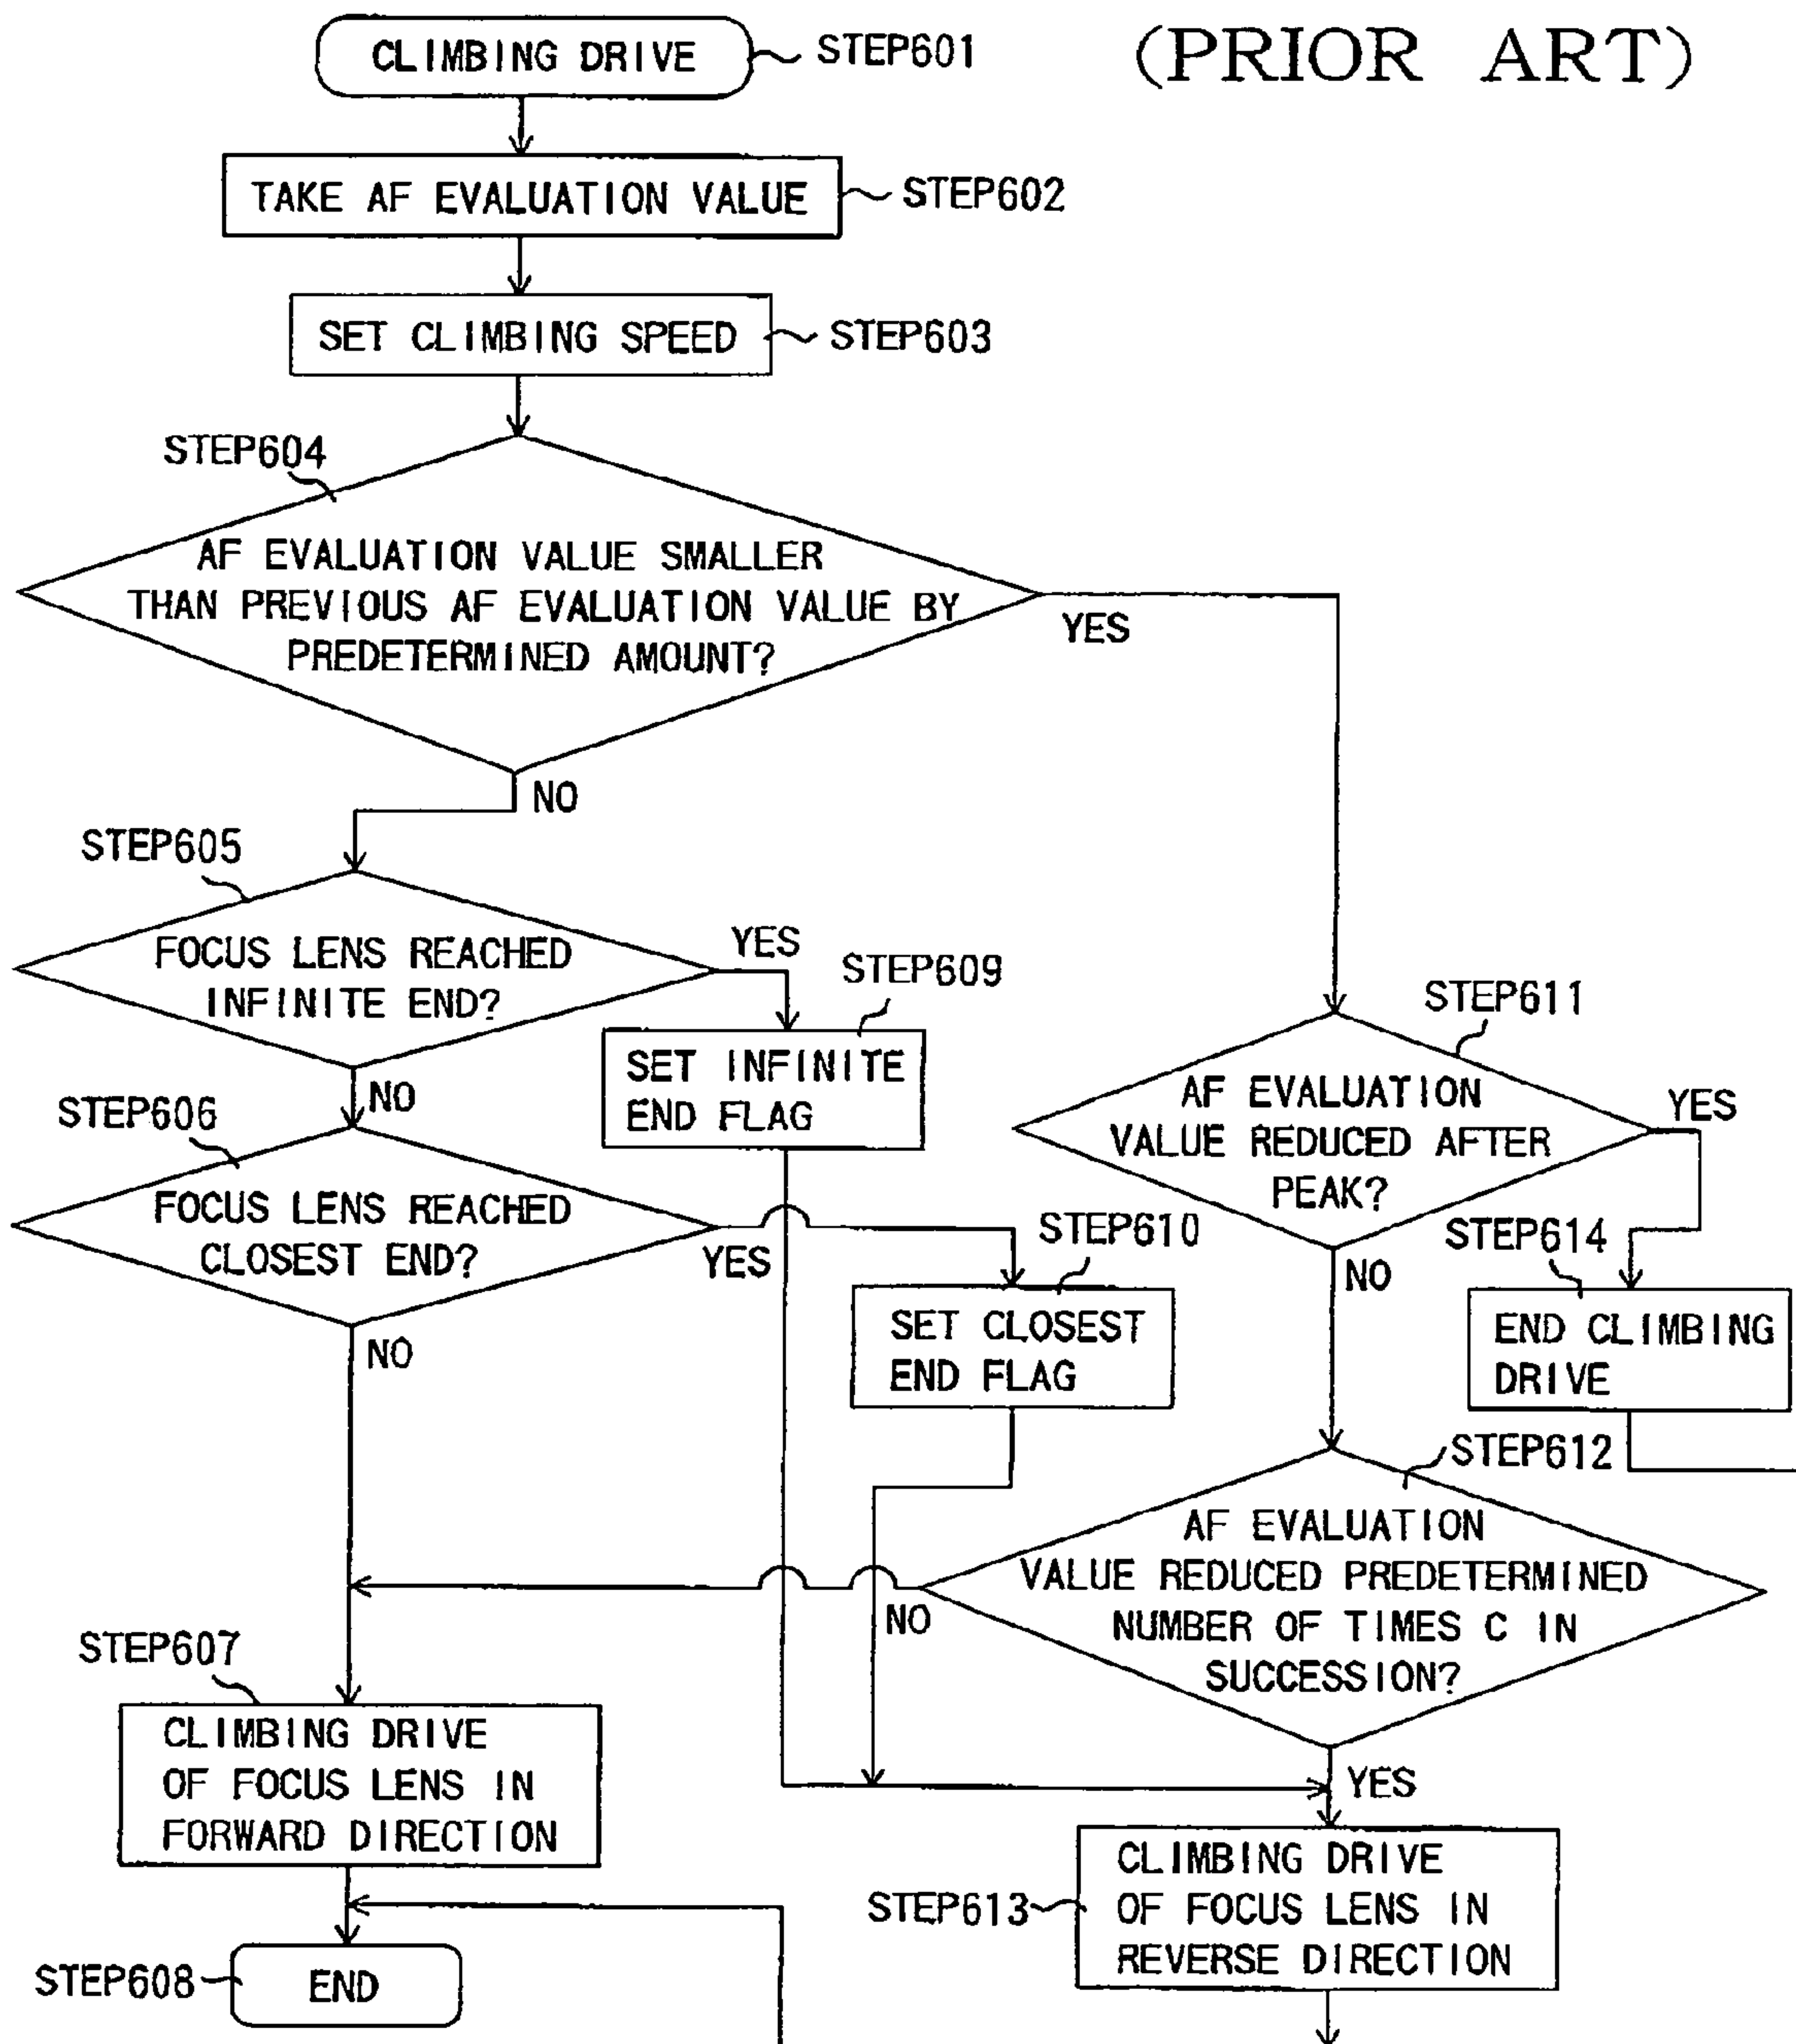 (PRIOR ART)
CLIMBING DRIVE
STEP601
TAKE AF EVALUATION VALUE
STEP602
SET CLIMBING SPEED
STEP603
STEP604
AF EVALUATION VALUE SMALLER
THAN PREVIOUS AF EVALUATION VALUE BY
PREDETERMINED AMOUNT?
YES
NO
STEP605
FOCUS LENS REACHED
INFINITE END?
YES
NO
STEP609
SET INFINITE
END FLAG
STEP606
FOCUS LENS REACHED
CLOSEST END?
YES
NO
STEP610
SET CLOSEST
END FLAG
STEP611
AF EVALUATION
VALUE REDUCED AFTER
PEAK?
YES
NO
STEP614
END CLIMBING
DRIVE
STEP612
AF EVALUATION
VALUE REDUCED PREDETERMINED
NUMBER OF TIMES C IN
SUCCESSION?
NO
YES
STEP607
CLIMBING DRIVE
OF FOCUS LENS IN
FORWARD DIRECTION
STEP613
CLIMBING DRIVE
OF FOCUS LENS IN
REVERSE DIRECTION
STEP608
END